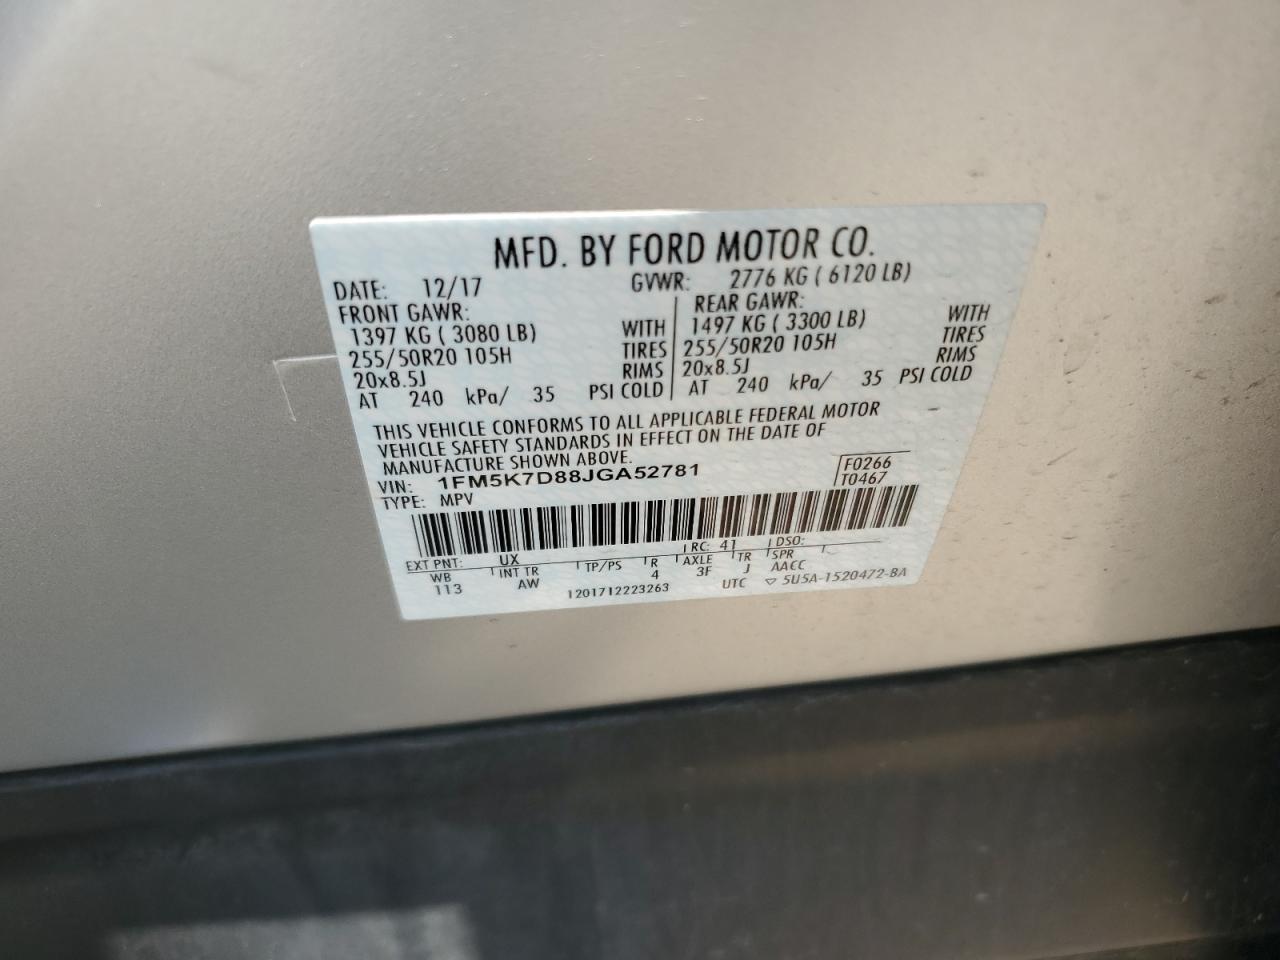 MFD. BY FORD MOTOR CO.
DATE: 12/17 GVWR: 2776 KG ( 6120 LB)
FRONT GAWR: REAR GAWR:
1397 KG ( 3080 LB) WITH 1497 KG ( 3300 LB) WITH
255/50R20 105H TIRES 255/50R20 105H TIRES
20x8.5J RIMS 20x8.5J RIMS
AT 240 kPa/ 35 PSI COLD AT 240 kPa/ 35 PSI COLD
THIS VEHICLE CONFORMS TO ALL APPLICABLE FEDERAL MOTOR
VEHICLE SAFETY STANDARDS IN EFFECT ON THE DATE OF
MANUFACTURE SHOWN ABOVE.
VIN: 1FM5K7D88JGA52781 F0266
TYPE: MPV T0467
EXT PNT: UX RC: 41 DSO:
WB INT TR TP/PS R AXLE TR SPR
113 AW 4 3F J AACC
1201712223263 UTC ▽ 5U5A-1520472-BA